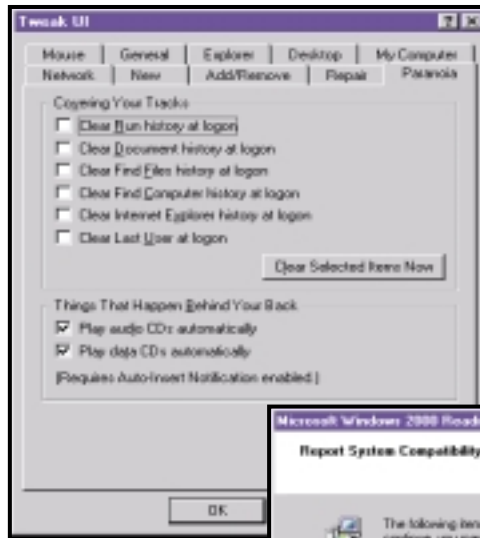 Tweak UI
Mouse General Explorer Desktop My Computer
Network New Add/Remove Repair Paranoia
Covering Your Tracks
Clear Run history at logon
Clear Document history at logon
Clear Find Files history at logon
Clear Find Computer history at logon
Clear Internet Explorer history at logon
Clear Last User at logon
Clear Selected Items Now
Things That Happen Behind Your Back
Play audio CDs automatically
Play data CDs automatically
(Requires Auto-Insert Notification enabled.)
OK
Microsoft Windows 2000 Read
Report System Compatibility
The following item